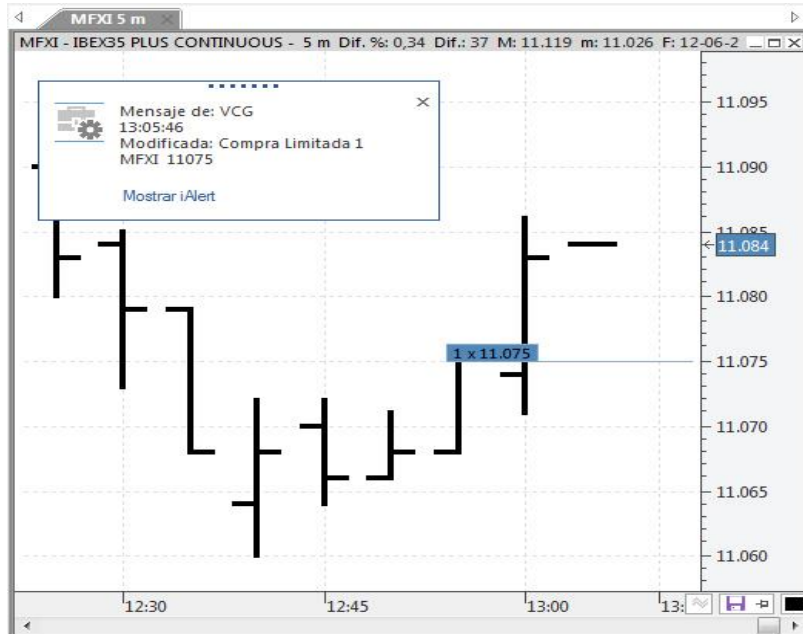 MFXI 5 m
MFXI - IBEX35 PLUS CONTINUOUS - 5 m Dif. %: 0,34 Dif.: 37 M: 11.119 m: 11.026 F: 12-06-2
Mensaje de: VCG
13:05:46
Modificada: Compra Limitada 1
MFXI 11075
Mostrar iAlert
11.095
11.090
11.085
11.084
11.080
1 x 11.075
11.075
11.070
11.065
11.060
12:30
12:45
13:00
13: